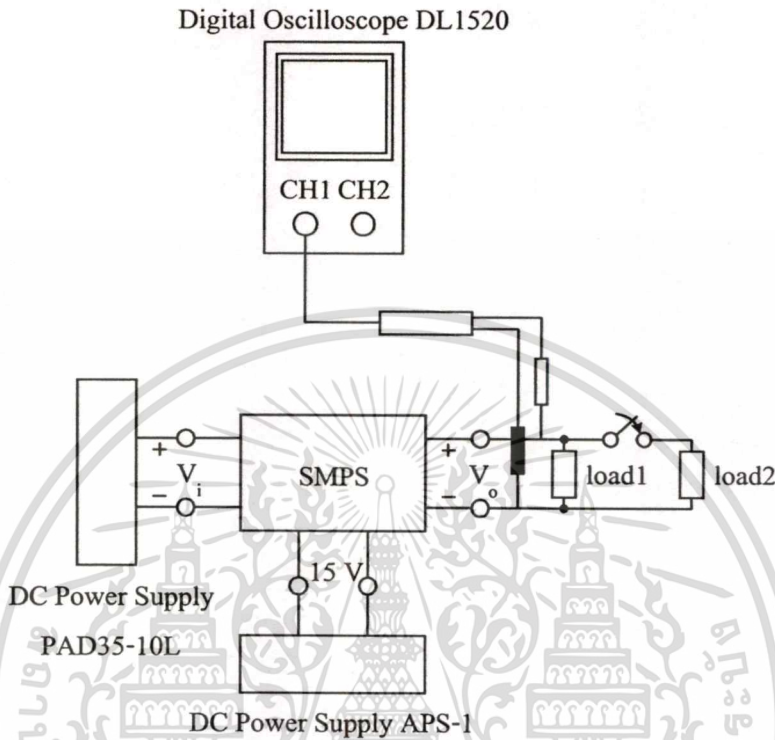 Digital Oscilloscope DL1520
CH1 CH2
+ + 
V i SMPS V o load1 load2
− −
15 V
DC Power Supply
PAD35-10L
DC Power Supply APS-1